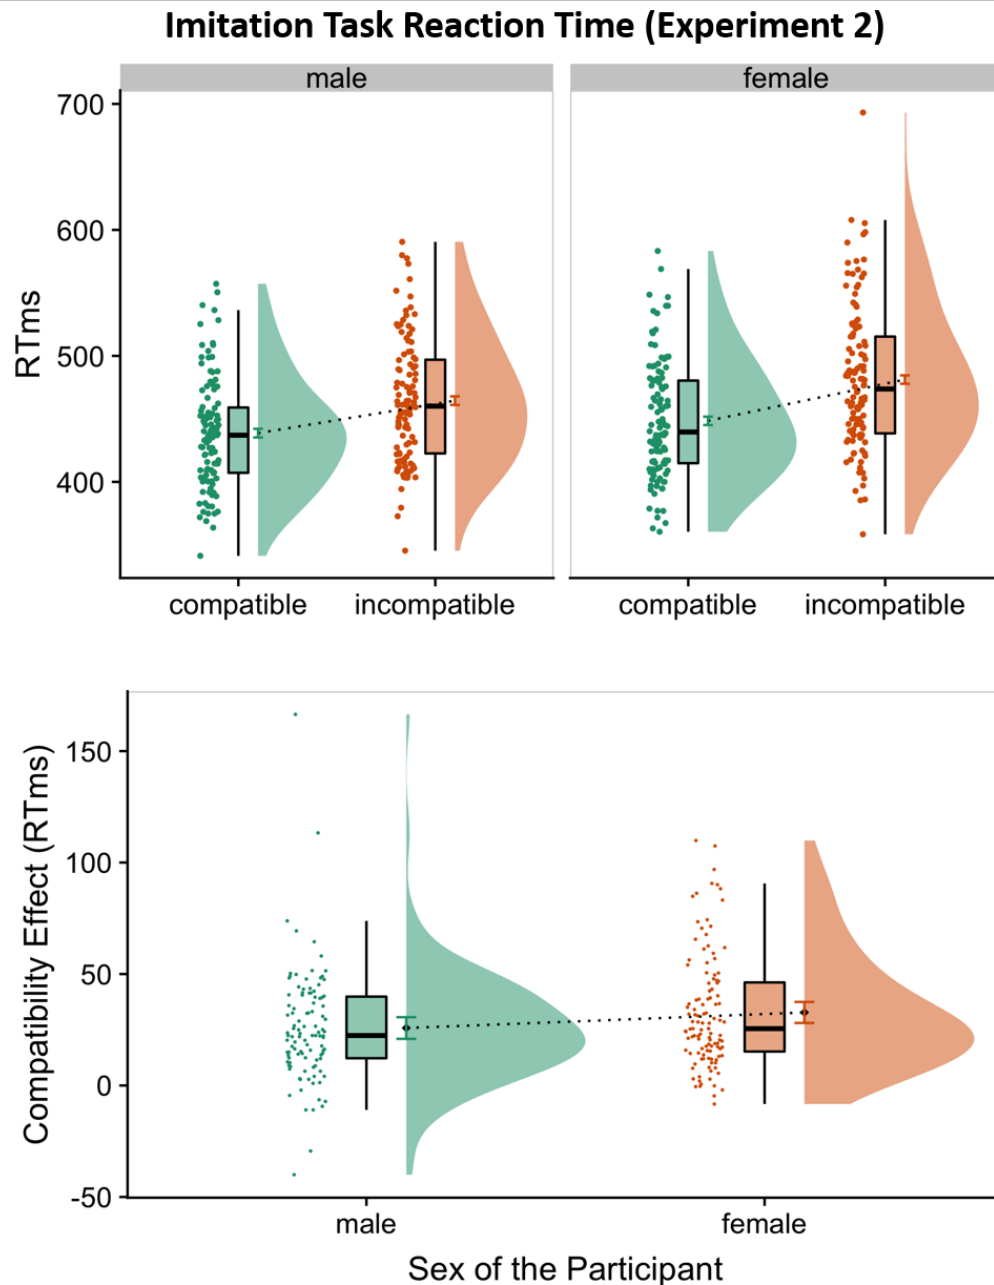 Imitation Task Reaction Time (Experiment 2)
male
female
RTms
700
600
500
400
compatible
incompatible
compatible
incompatible
Compatibility Effect (RTms)
150
100
50
0
-50
male
female
Sex of the Participant